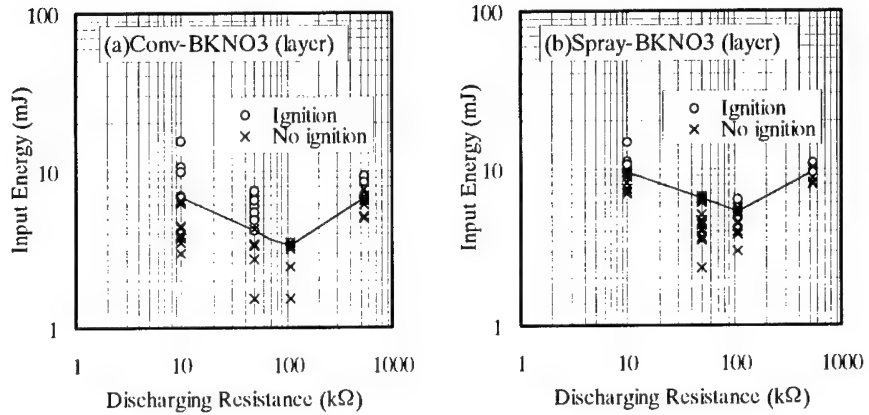 100
(a)Conv-BKNO3 (layer)
Ignition
No ignition
10
1
Input Energy (mJ)
1
10
100
1000
Discharging Resistance (kΩ)
100
(b)Spray-BKNO3 (layer)
Ignition
No ignition
10
1
Input Energy (mJ)
1
10
100
1000
Discharging Resistance (kΩ)